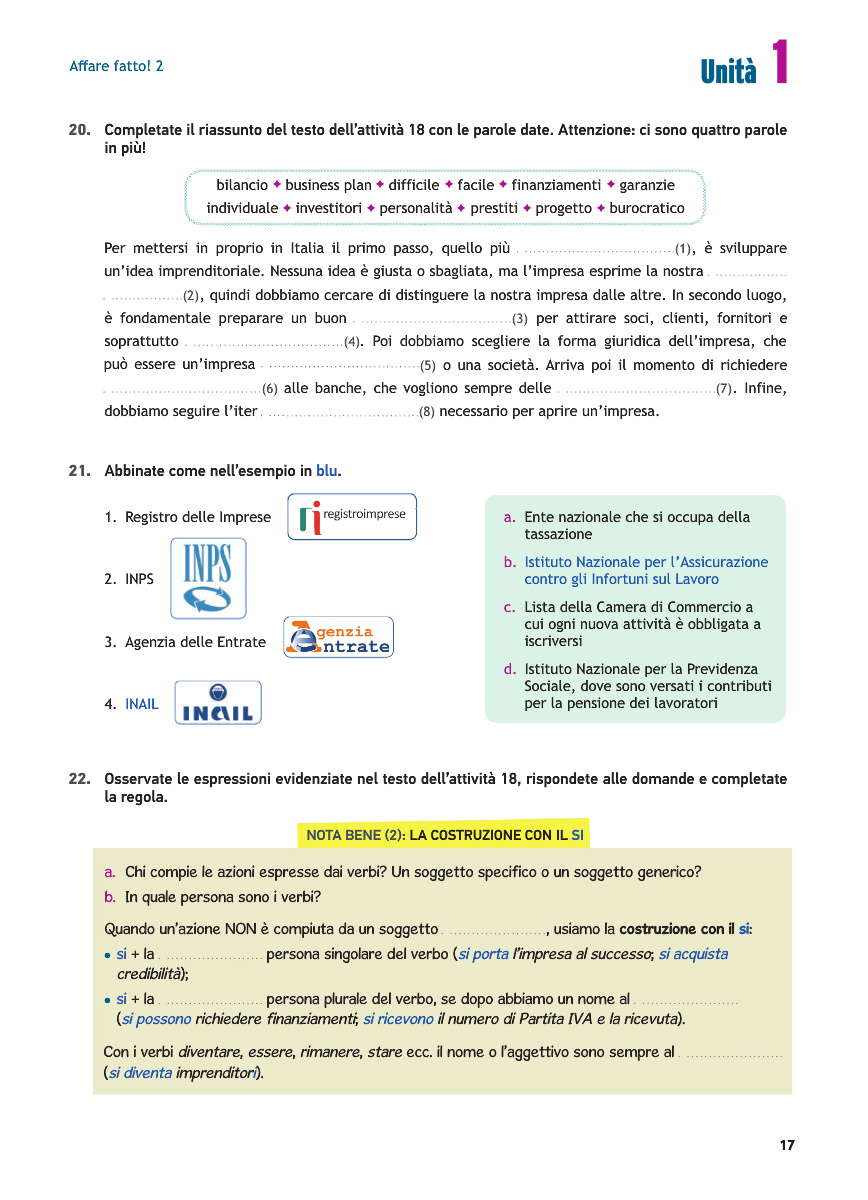 Affare fatto! 2
Unità 1
20. Completate il riassunto del testo dell'attività 18 con le parole date. Attenzione: ci sono quattro parole
in più!
bilancio ✦ business plan ✦ difficile ✦ facile ✦ finanziamenti ✦ garanzie
individuale ✦ investitori ✦ personalità ✦ prestiti ✦ progetto ✦ burocratico
Per mettersi in proprio in Italia il primo passo, quello più ..................................(1), è sviluppare
un'idea imprenditoriale. Nessuna idea è giusta o sbagliata, ma l'impresa esprime la nostra ..................
..................(2), quindi dobbiamo cercare di distinguere la nostra impresa dalle altre. In secondo luogo,
è fondamentale preparare un buon ..................................(3) per attirare soci, clienti, fornitori e
soprattutto ..................................(4). Poi dobbiamo scegliere la forma giuridica dell'impresa, che
può essere un'impresa ..................................(5) o una società. Arriva poi il momento di richiedere
..................................(6) alle banche, che vogliono sempre delle ..................................(7). Infine,
dobbiamo seguire l'iter ..................................(8) necessario per aprire un'impresa.
21. Abbinate come nell'esempio in blu.
1. Registro delle Imprese
ri registroimprese
2. INPS
INPS
3. Agenzia delle Entrate
Agenzia
Entrate
4. INAIL
INAIL
a. Ente nazionale che si occupa della
tassazione
b. Istituto Nazionale per l'Assicurazione
contro gli Infortuni sul Lavoro
c. Lista della Camera di Commercio a
cui ogni nuova attività è obbligata a
iscriversi
d. Istituto Nazionale per la Previdenza
Sociale, dove sono versati i contributi
per la pensione dei lavoratori
22. Osservate le espressioni evidenziate nel testo dell'attività 18, rispondete alle domande e completate
la regola.
NOTA BENE (2): LA COSTRUZIONE CON IL SI
a. Chi compie le azioni espresse dai verbi? Un soggetto specifico o un soggetto generico?
b. In quale persona sono i verbi?
Quando un'azione NON è compiuta da un soggetto ......................., usiamo la costruzione con il si:
• si + la ....................... persona singolare del verbo (si porta l'impresa al successo; si acquista
credibilità);
• si + la ....................... persona plurale del verbo, se dopo abbiamo un nome al .......................
(si possono richiedere finanziamenti; si ricevono il numero di Partita IVA e la ricevuta).
Con i verbi diventare, essere, rimanere, stare ecc. il nome o l'aggettivo sono sempre al .......................
(si diventa imprenditori).
17